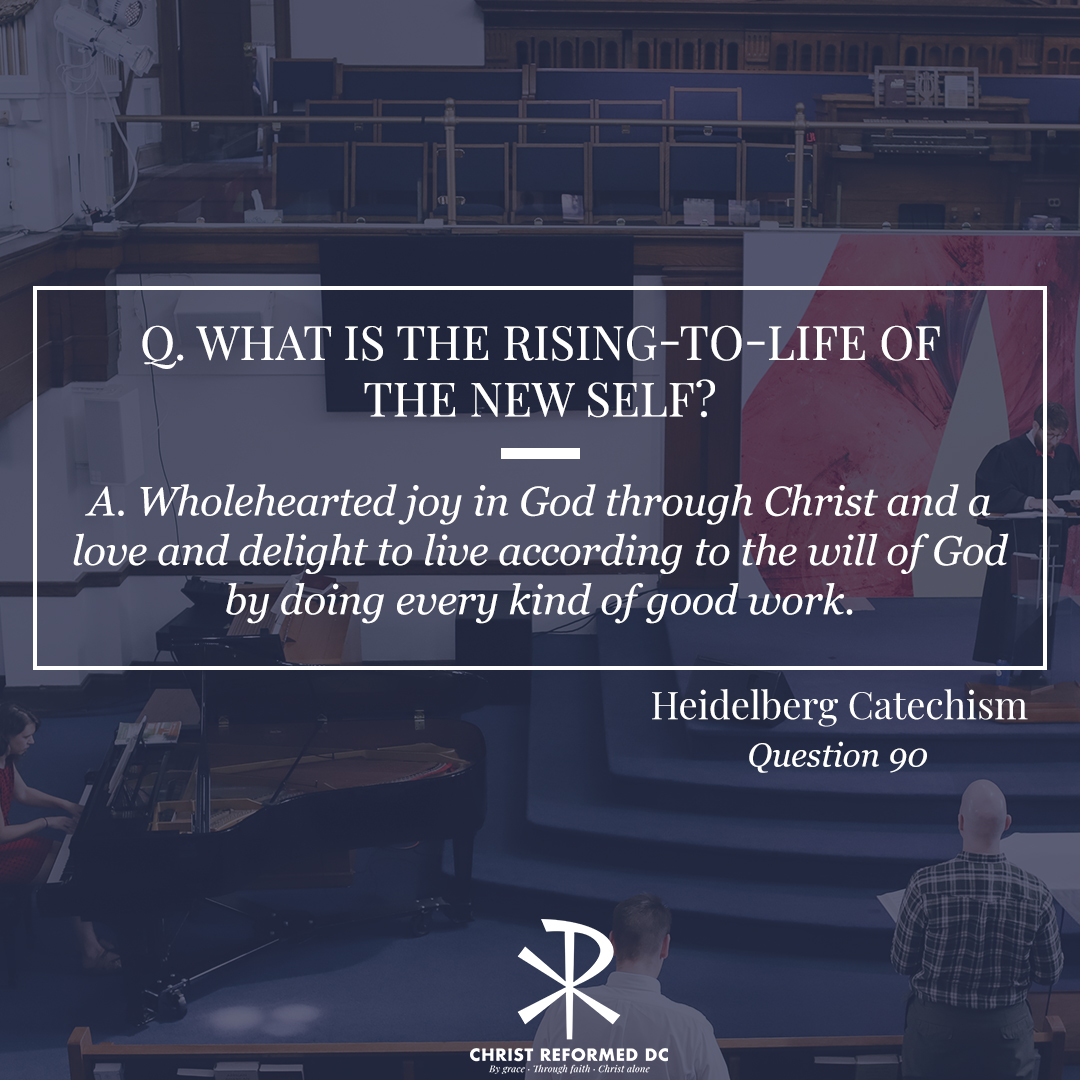 Q. WHAT IS THE RISING-TO-LIFE OF
THE NEW SELF?
A. Wholehearted joy in God through Christ and a
love and delight to live according to the will of God
by doing every kind of good work.
Heidelberg Catechism
Question 90
CHRIST REFORMED DC
By grace · Through faith · Christ alone